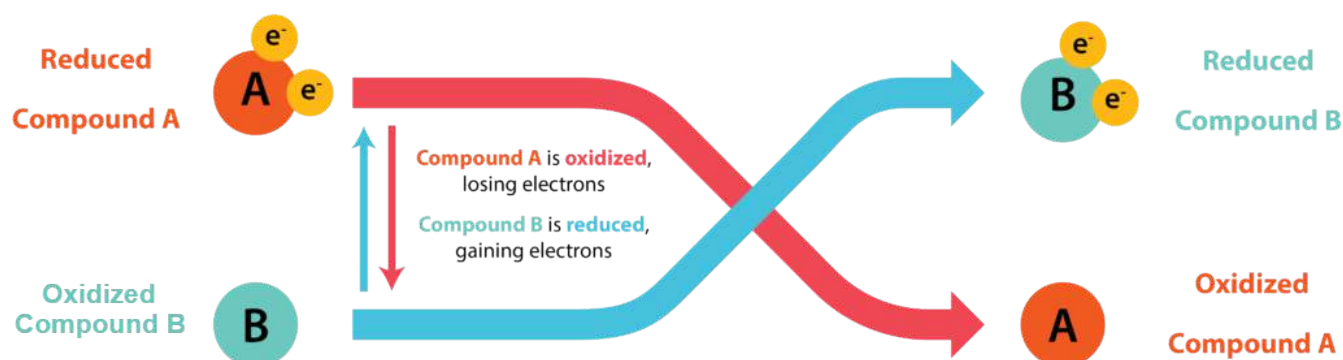 Reduced
Compound A
e-
A
e-
e-
B
e-
Reduced
Compound B
Compound A is oxidized,
losing electrons
Compound B is reduced,
gaining electrons
Oxidized
Compound B
B
A
Oxidized
Compound A